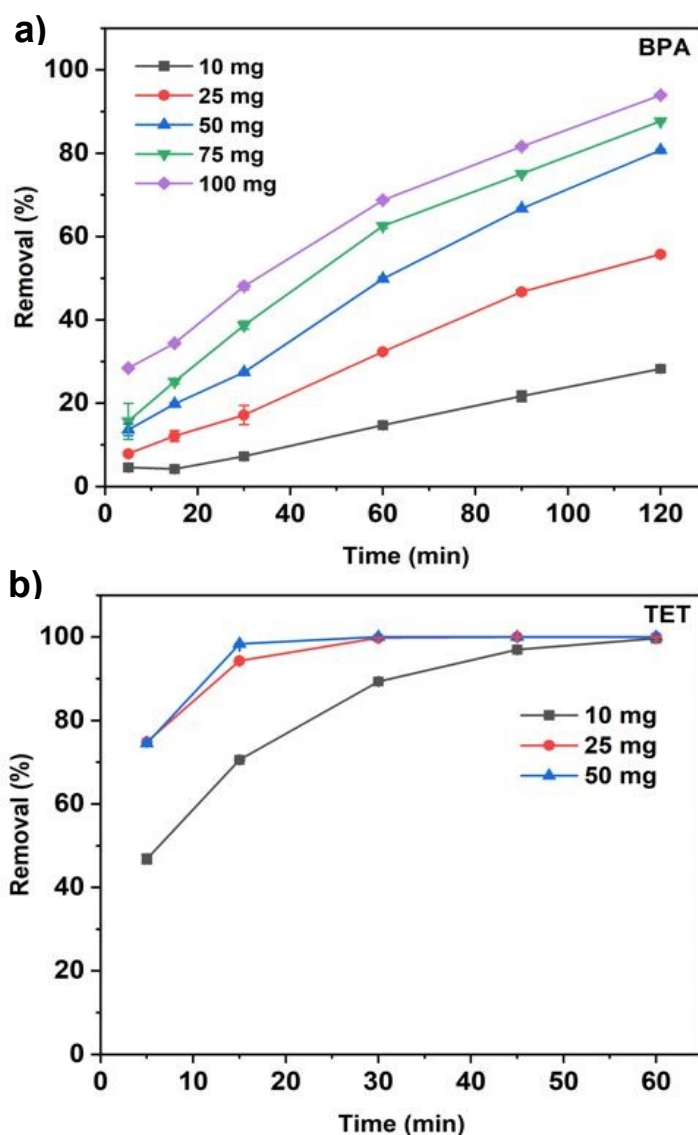 a)
BPA
10 mg
25 mg
50 mg
75 mg
100 mg
Removal (%)
100
80
60
40
20
0
0 20 40 60 80 100 120
Time (min)
b)
TET
10 mg
25 mg
50 mg
Removal (%)
100
80
60
40
20
0
0 10 20 30 40 50 60
Time (min)